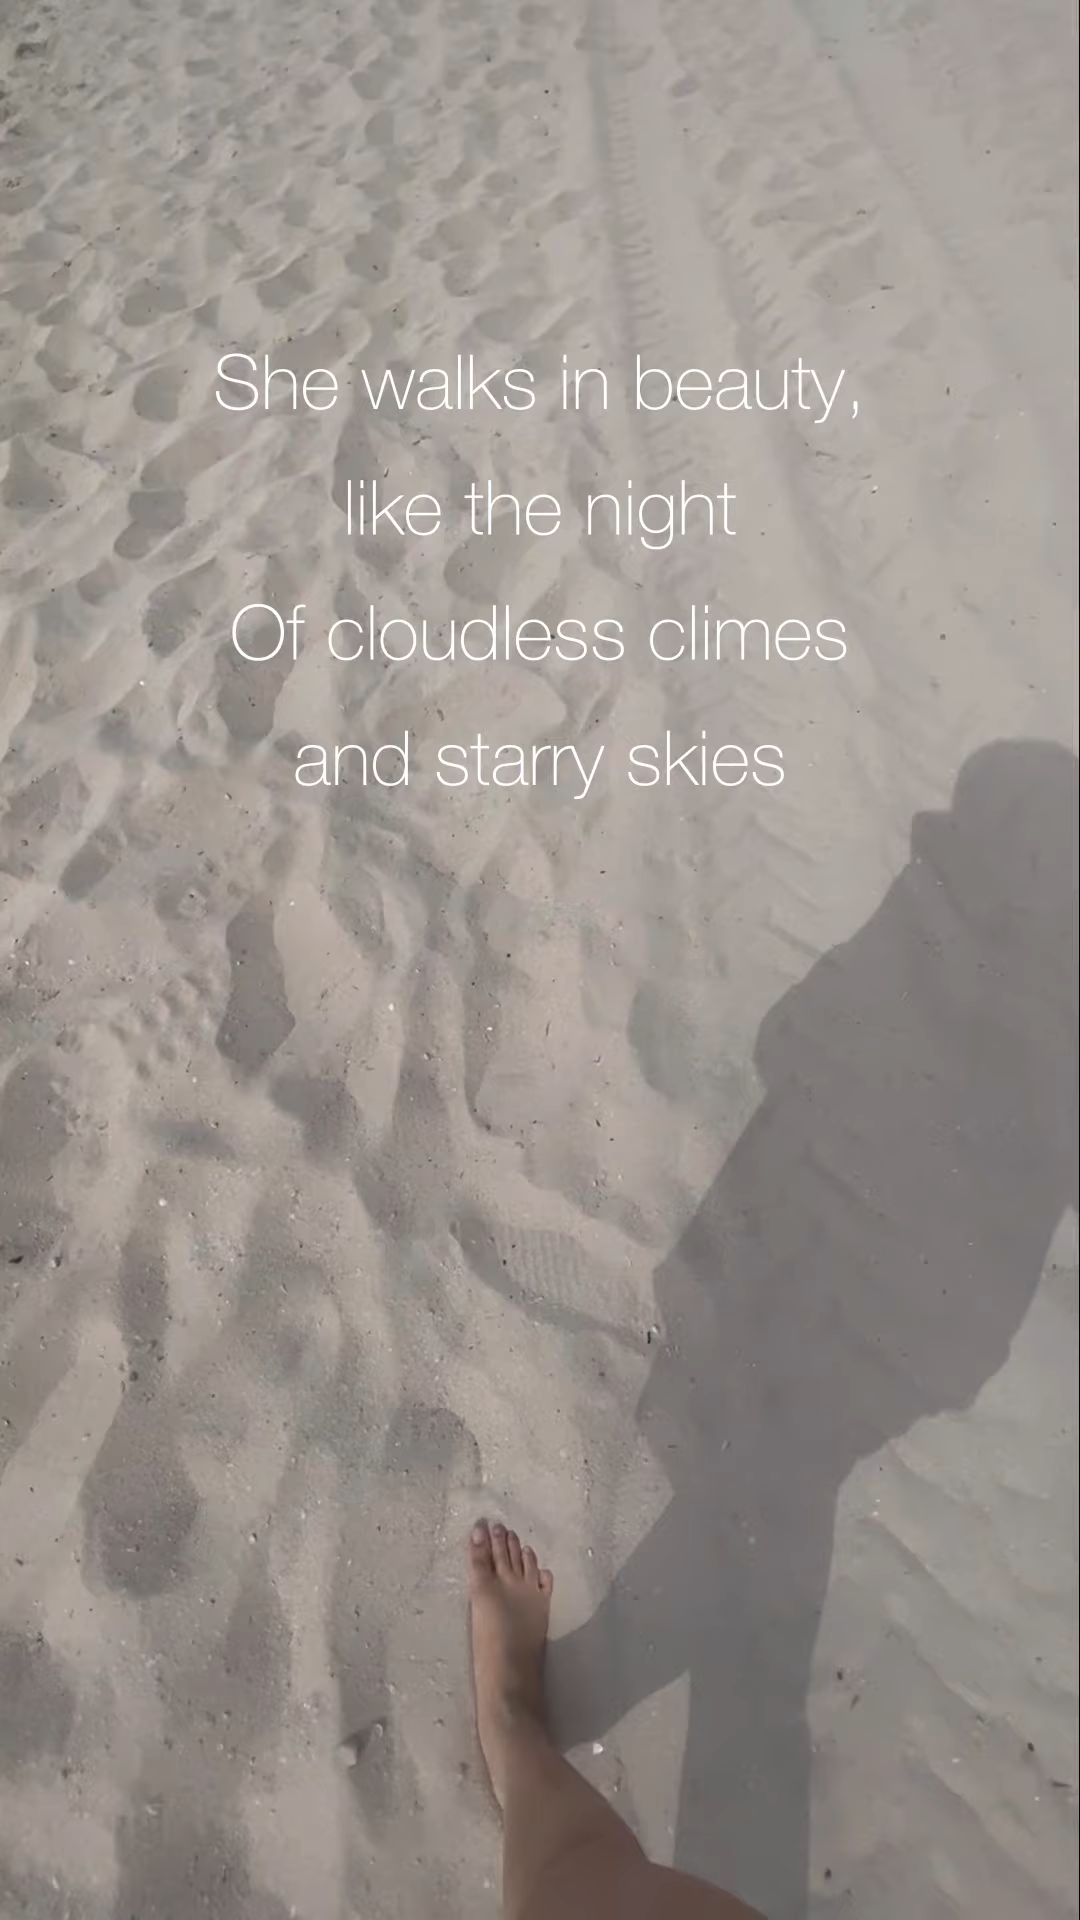 She walks in beauty,
like the night
Of cloudless climes
and starry skies